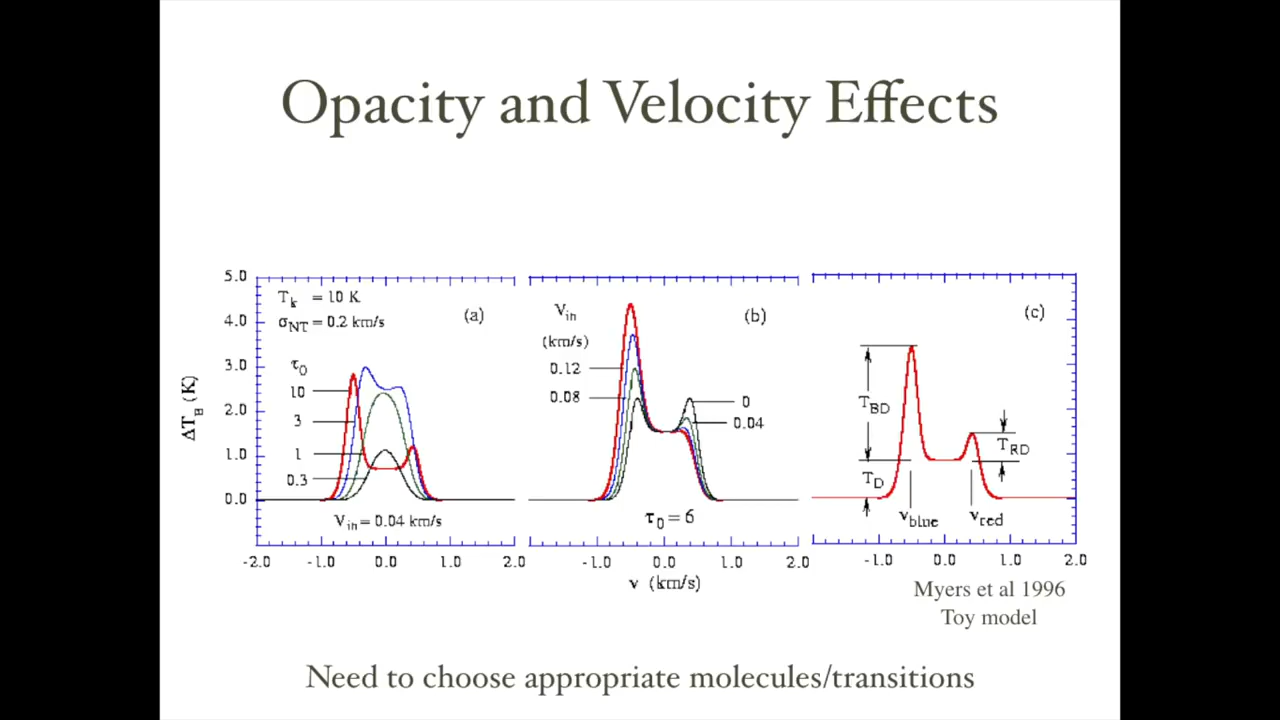 Opacity and Velocity Effects
5.0
4.0
3.0
2.0
1.0
0.0
ΔT_B (K)
T_k = 10 K
σ_NT = 0.2 km/s
(a)
τ_0
10
3
1
0.3
V_in = 0.04 km/s
-2.0 -1.0 0.0 1.0 2.0
V_in
(km/s)
(b)
0.12
0.08
0
0.04
τ_0 = 6
-1.0 0.0 1.0 2.0
v (km/s)
(c)
T_BD
T_RD
T_D
v_blue v_red
-1.0 0.0 1.0 2.0
Myers et al 1996
Toy model
Need to choose appropriate molecules/transitions